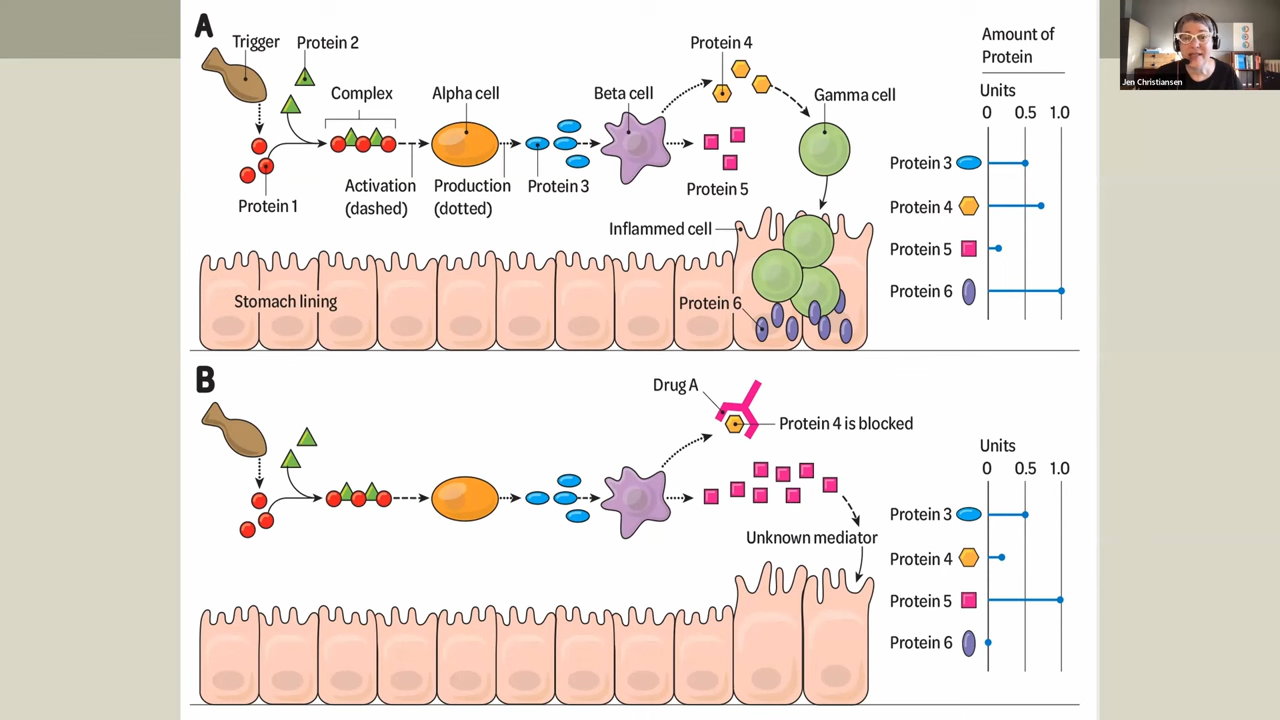 A
Trigger
Protein 2
Complex
Alpha cell
Beta cell
Protein 4
Gamma cell
Protein 1
Activation
(dashed)
Production
(dotted)
Protein 3
Protein 5
Inflammed cell
Stomach lining
Protein 6
Amount of
Protein
Units
0 0.5 1.0
Protein 3
Protein 4
Protein 5
Protein 6
Jen Christiansen
B
Drug A
Protein 4 is blocked
Unknown mediator
Units
0 0.5 1.0
Protein 3
Protein 4
Protein 5
Protein 6